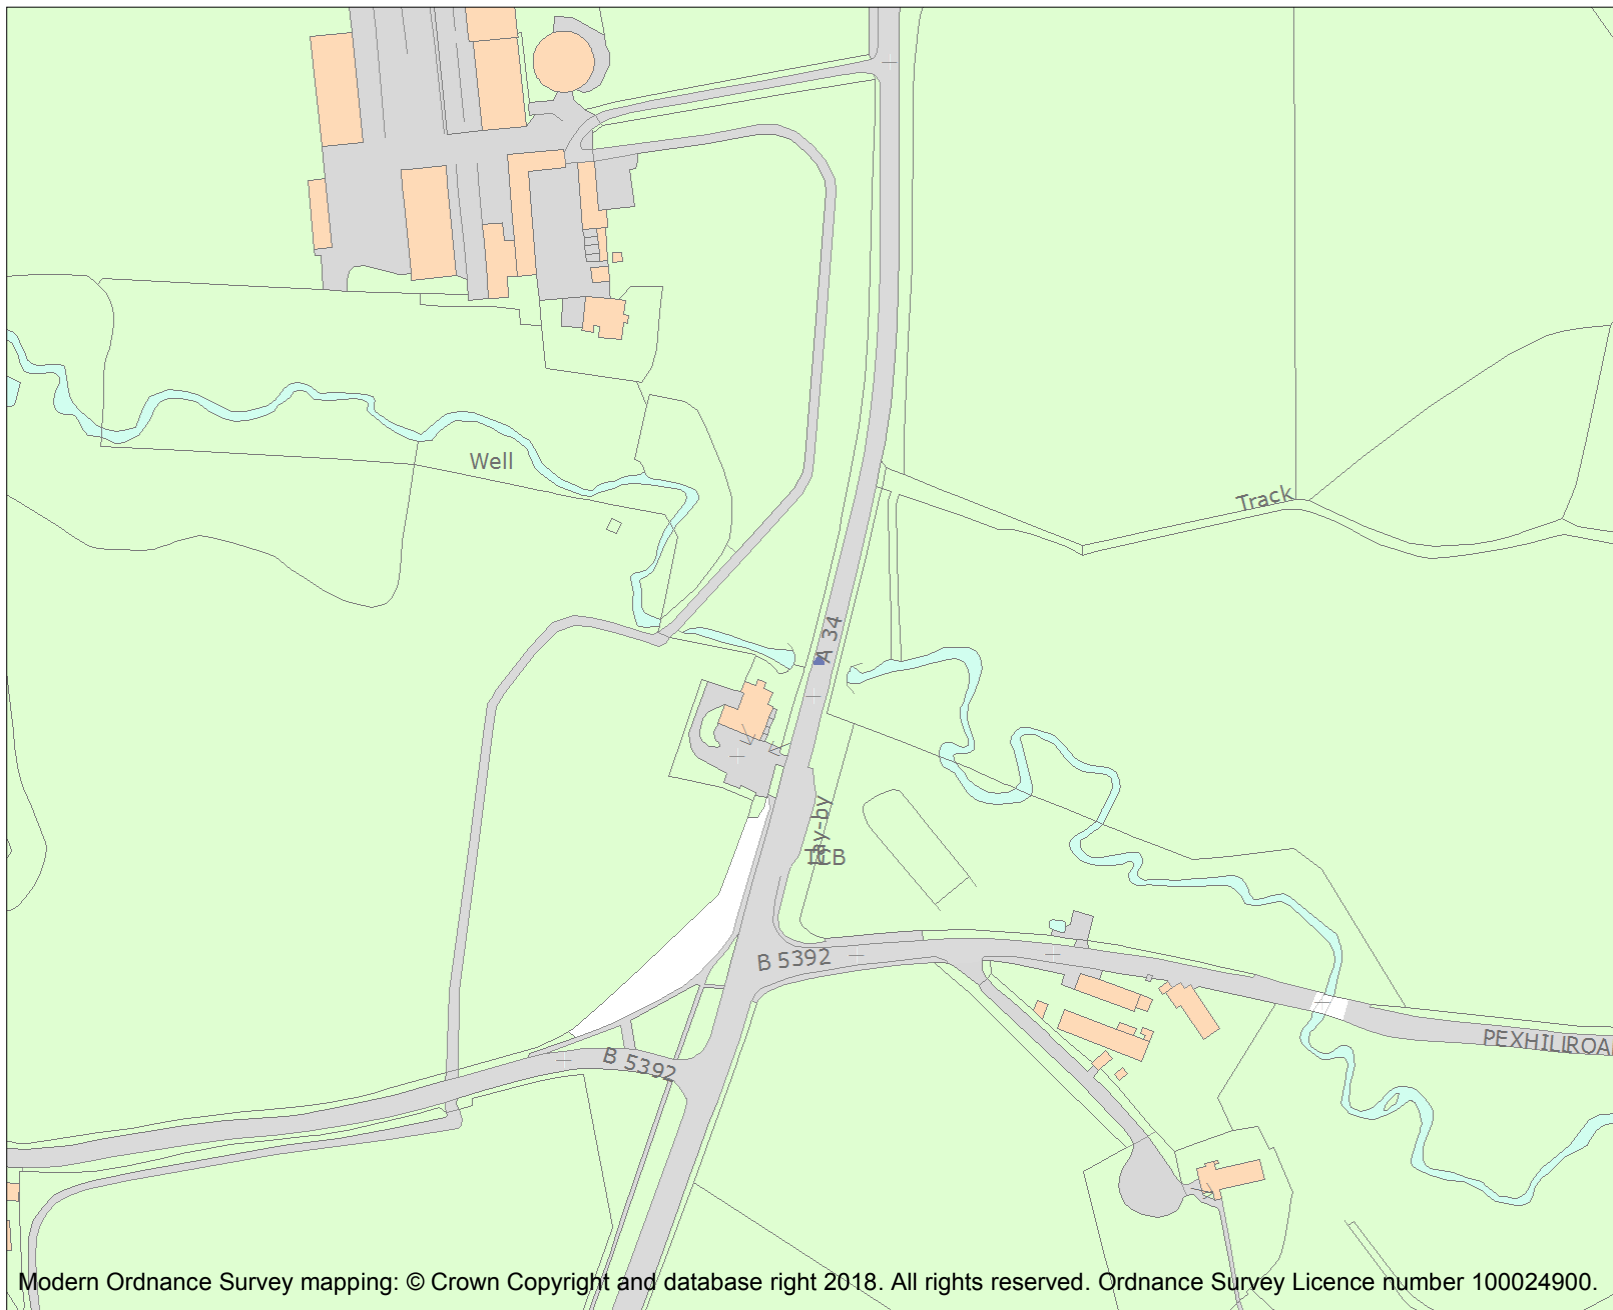 Well
Track
A 34
Lay-by
TCB
B 5392
B 5392
PEXHILL ROA
Modern Ordnance Survey mapping: © Crown Copyright and database right 2018. All rights reserved. Ordnance Survey Licence number 100024900.